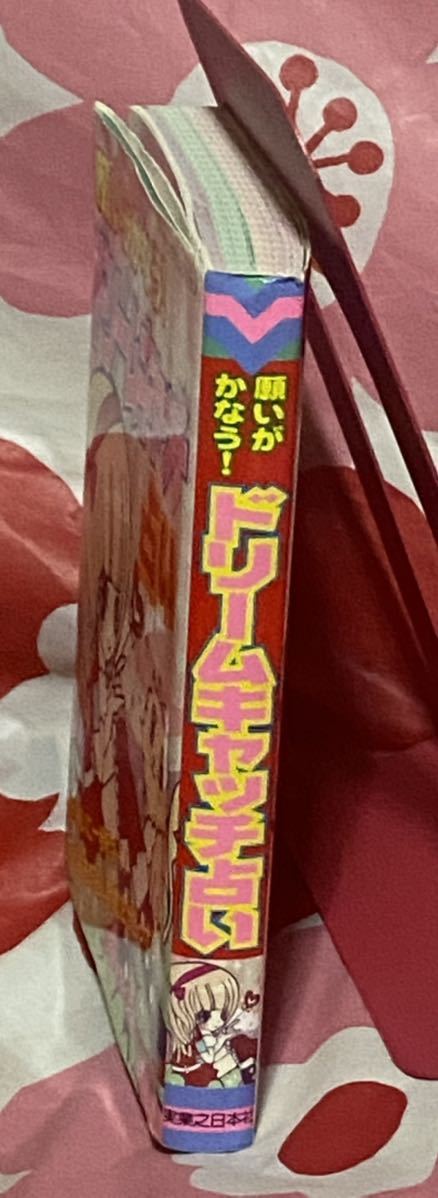 願いが
かなう!
ドリームキャッチ占い
実業之日本社